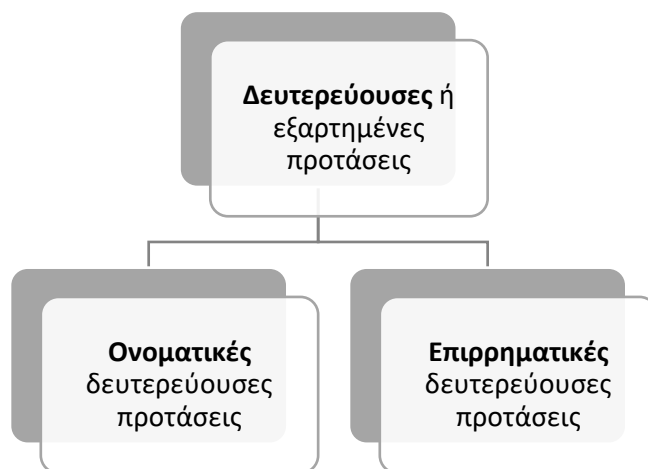 Δευτερεύουσες ή
εξαρτημένες
προτάσεις
Ονοματικές
δευτερεύουσες
προτάσεις
Επιρρηματικές
δευτερεύουσες
προτάσεις